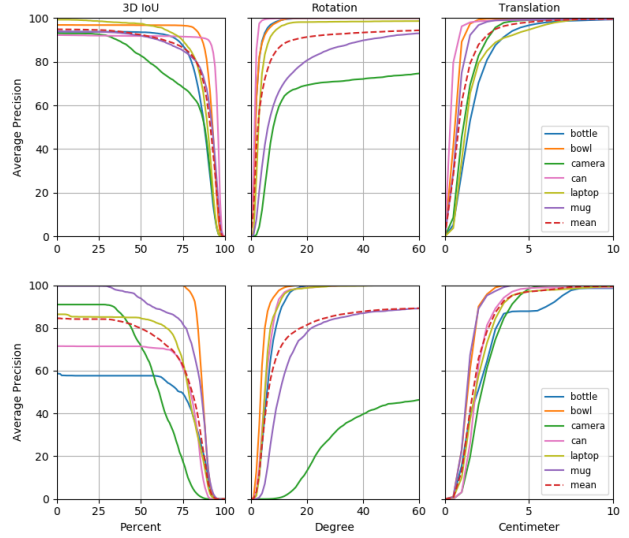 3D IoU
Rotation
Translation
Average Precision
100
80
60
40
20
0
0 25 50 75 100
0 20 40 60
0 5 10
bottle
bowl
camera
can
laptop
mug
mean
Average Precision
100
80
60
40
20
0
0 25 50 75 100
0 20 40 60
0 5 10
bottle
bowl
camera
can
laptop
mug
mean
Percent
Degree
Centimeter